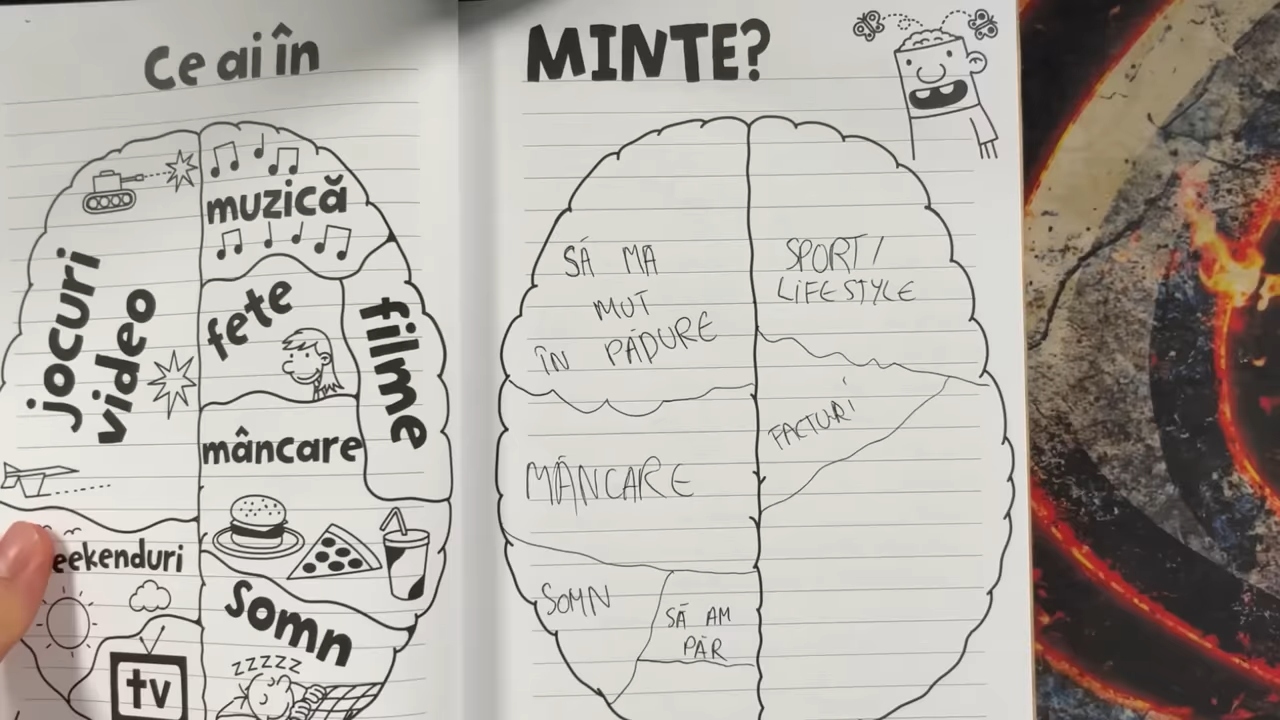 Ce ai în
MINTE?
jocuri
video
muzică
fete
filme
mâncare
eekenduri
somn
zzzzz
tv
SĂ MA
MUT
ÎN PĂDURE
SPORT/
LIFESTYLE
FACTURI
MÂNCARE
SOMN
SĂ AM
PĂR